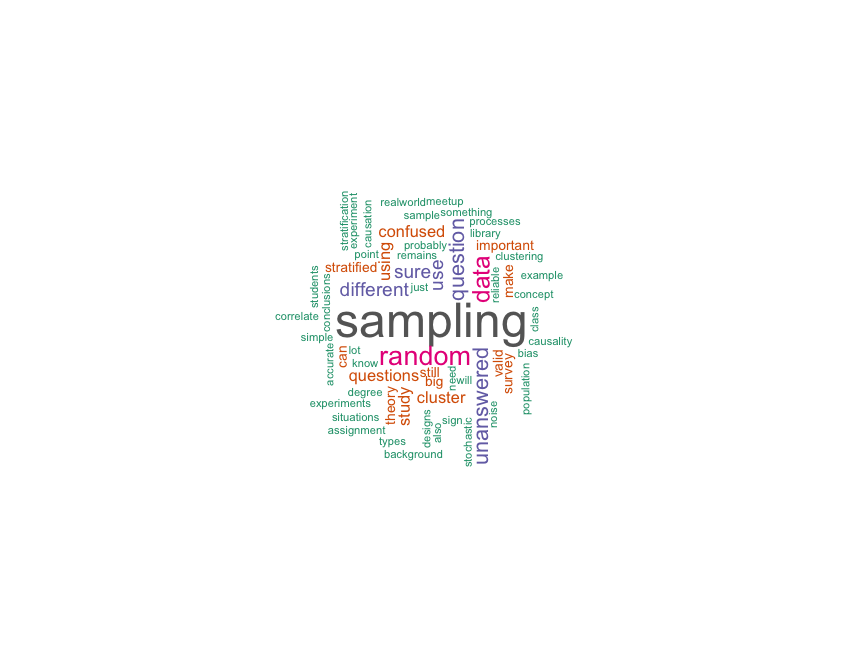 stratification
experiment
causation
realworld
meetup
sample
something
processes
library
confused
probably
question
important
point
remains
using
clustering
stratified
sure
use
data
reliable
make
example
students
conclusions
different
just
concept
correlate
sampling
class
simple
causality
accurate
can
lot
random
unanswered
valid
bias
know
survey
questions
still
big
need
will
population
degree
theory
study
cluster
experiments
noise
situations
designs
also
sign.
stochastic
assignment
types
background